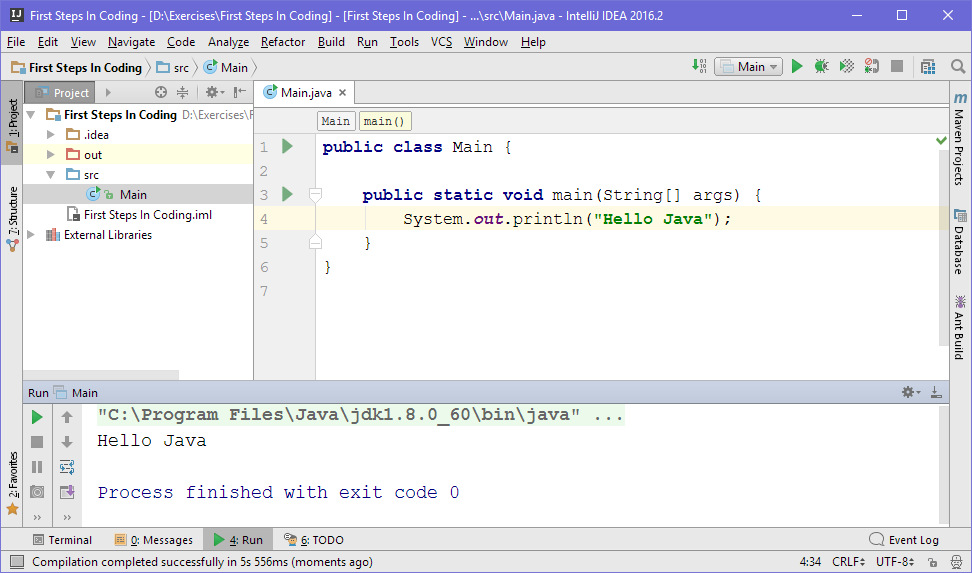 First Steps In Coding - [D:\Exercises\First Steps In Coding] - [First Steps In Coding] - ...\src\Main.java - IntelliJ IDEA 2016.2
File Edit View Navigate Code Analyze Refactor Build Run Tools VCS Window Help
First Steps In Coding src Main Main
1: Project
7: Structure
2: Favorites
Project
First Steps In Coding D:\Exercises\F
.idea
out
src
Main
First Steps In Coding.iml
External Libraries
Main.java
Main main()
1 public class Main {
2
3 public static void main(String[] args) {
4 System.out.println("Hello Java");
5 }
6 }
7
Maven Projects
Database
Ant Build
Run Main
"C:\Program Files\Java\jdk1.8.0_60\bin\java" ...
Hello Java
Process finished with exit code 0
Terminal 0: Messages 4: Run 6: TODO Event Log
Compilation completed successfully in 5s 556ms (moments ago) 4:34 CRLF UTF-8